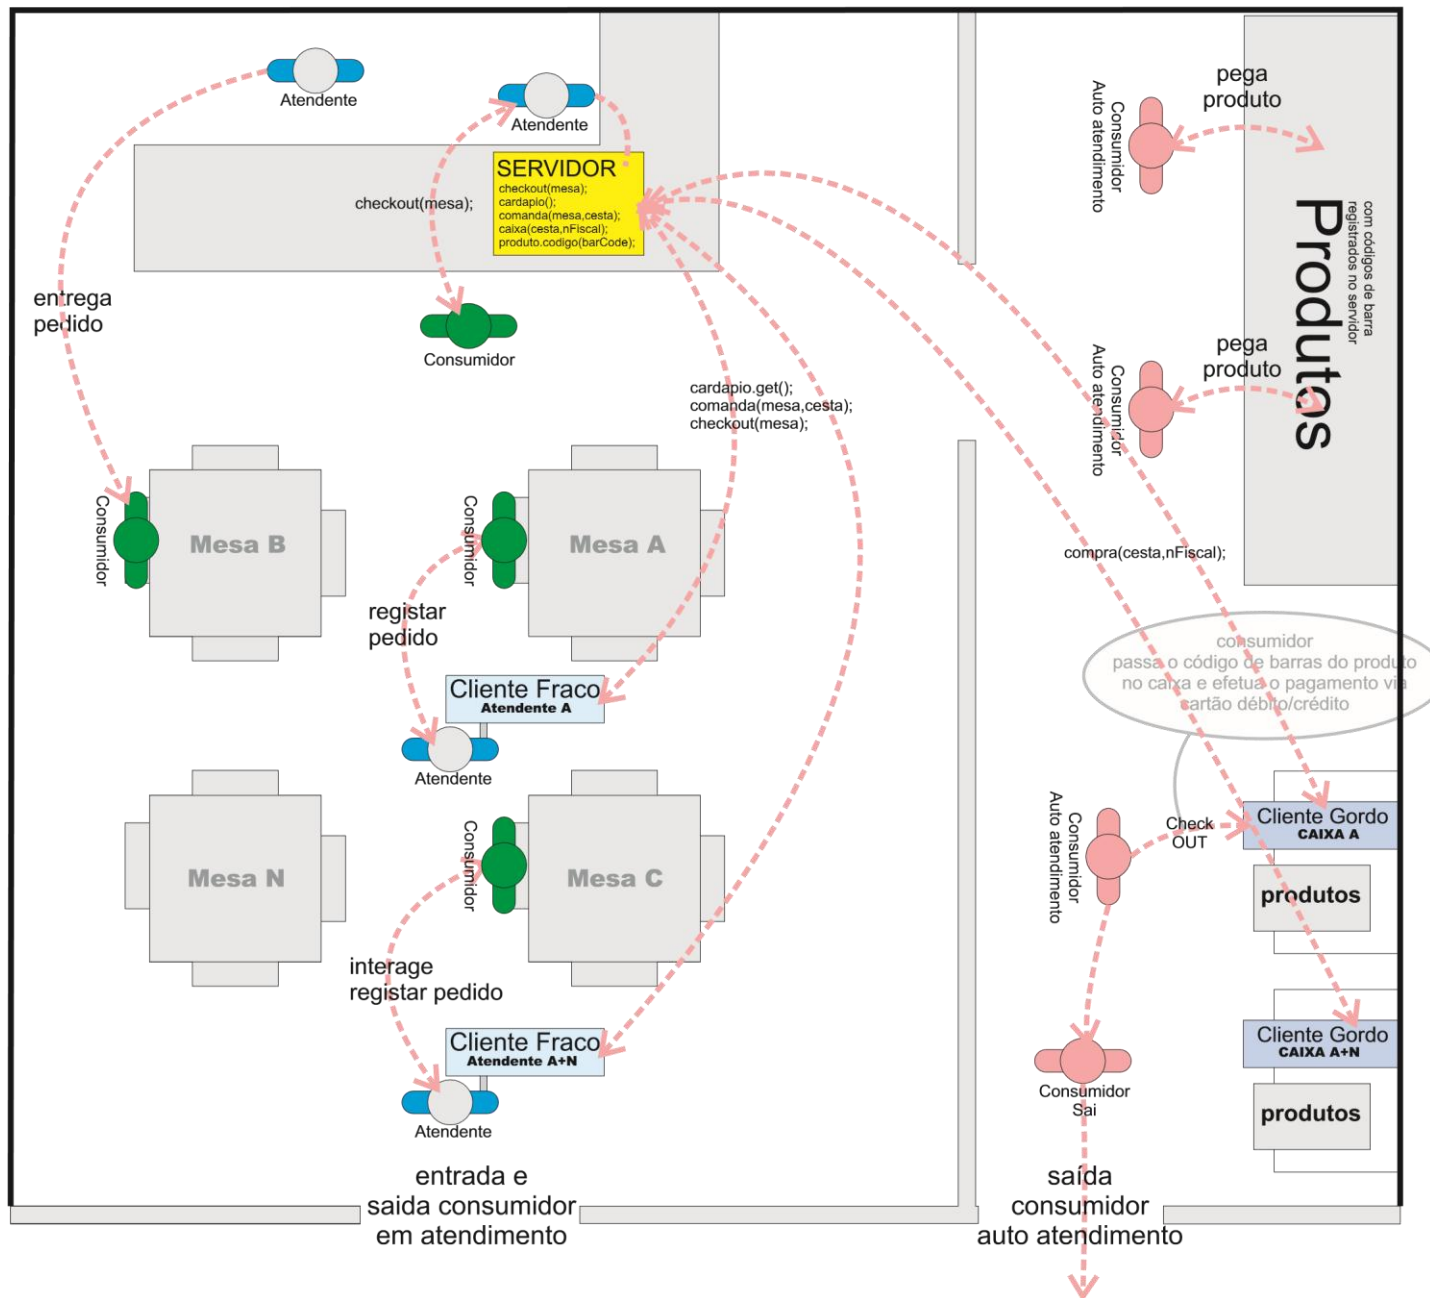 Atendente
Atendente
SERVIDOR
checkout(mesa);
cardapio();
comanda(mesa,cesta);
caixa(cesta,nFiscal);
produto.codigo(barCode);
checkout(mesa);
entrega
pedido
Consumidor
cardapio.get();
comanda(mesa,cesta);
checkout(mesa);
Consumidor
Mesa B
Consumidor
Mesa A
registar
pedido
Cliente Fraco
Atendente A
Atendente
Mesa N
Consumidor
Mesa C
interage
registar pedido
Cliente Fraco
Atendente A+N
Atendente
entrada e
saida consumidor
em atendimento
Consumidor
Auto atendimento
pega
produto
com códigos de barra
registrados no servidor
Produtos
Consumidor
Auto atendimento
pega
produto
compra(cesta,nFiscal);
consumidor
passa o código de barras do produto
no caixa e efetua o pagamento via
cartão débito/crédito
Consumidor
Auto atendimento
Check
OUT
Cliente Gordo
CAIXA A
produtos
Cliente Gordo
CAIXA A+N
produtos
Consumidor
Sai
saída
consumidor
auto atendimento